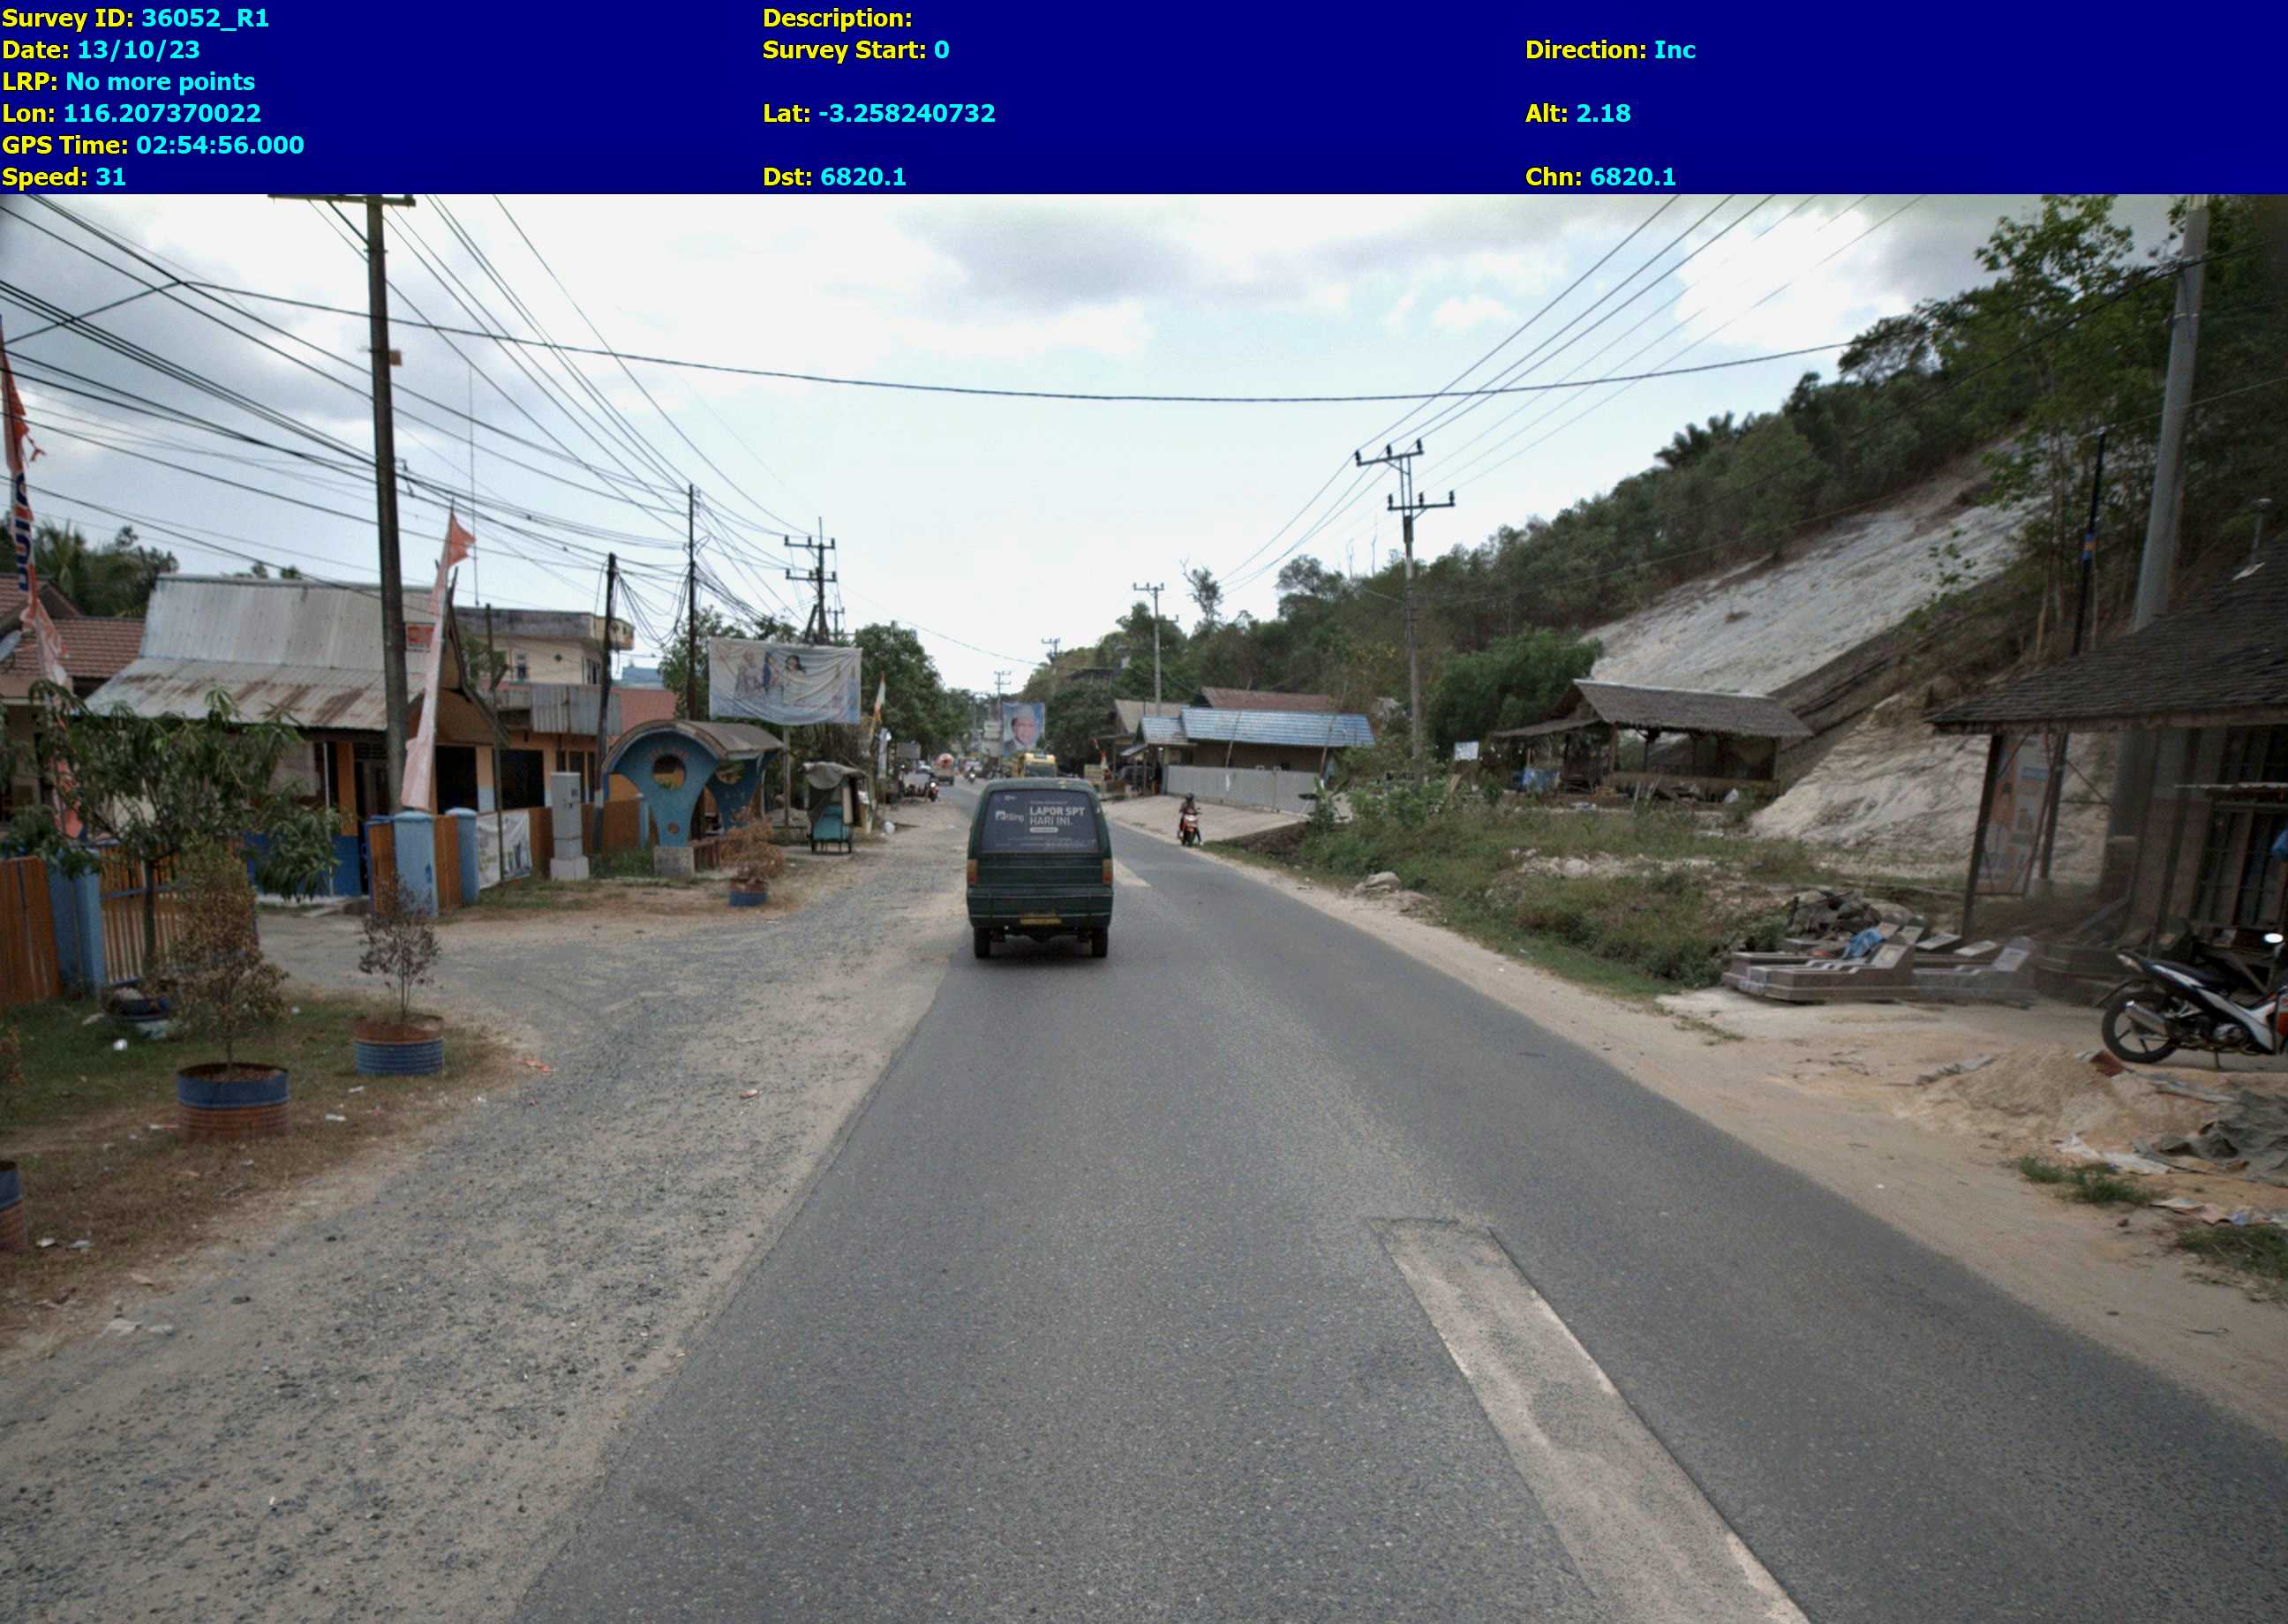 Survey ID: 36052_R1
Description:
Date: 13/10/23
Survey Start: 0
Direction: Inc
LRP: No more points
Lon: 116.207370022
Lat: -3.258240732
Alt: 2.18
GPS Time: 02:54:56.000
Speed: 31
Dst: 6820.1
Chn: 6820.1
LAPOR SPT
HARI INI.